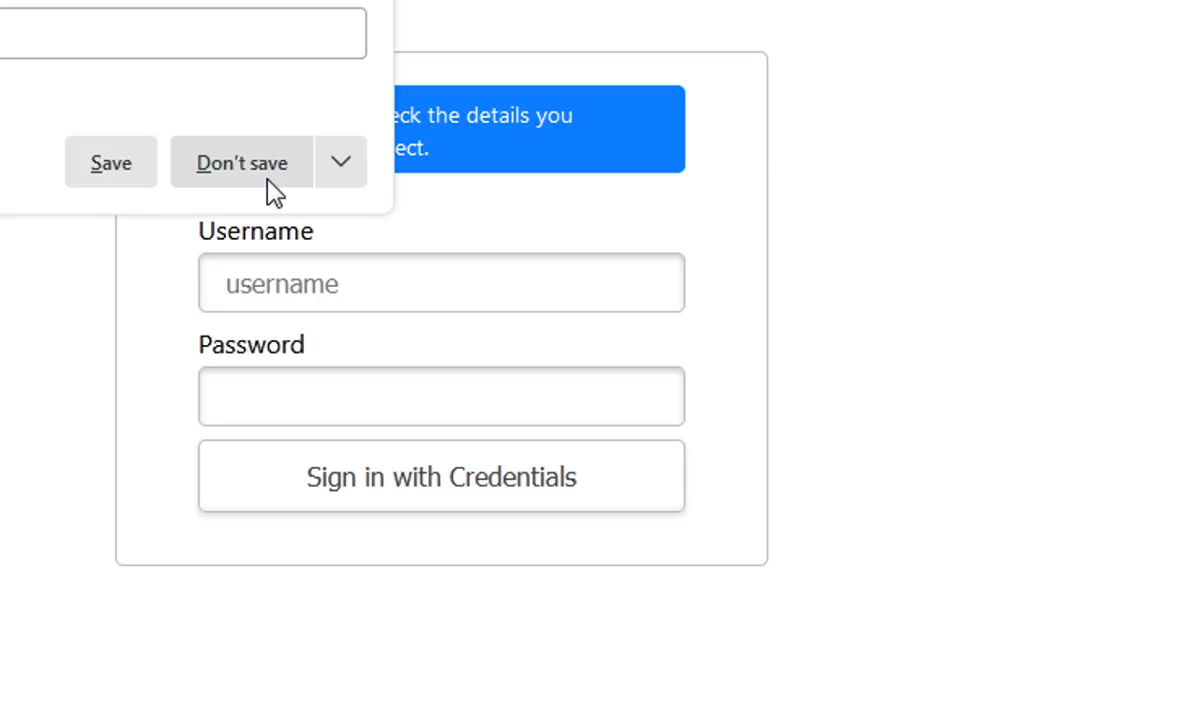 eck the details you
ect.
Save
Don't save
Username
username
Password
Sign in with Credentials